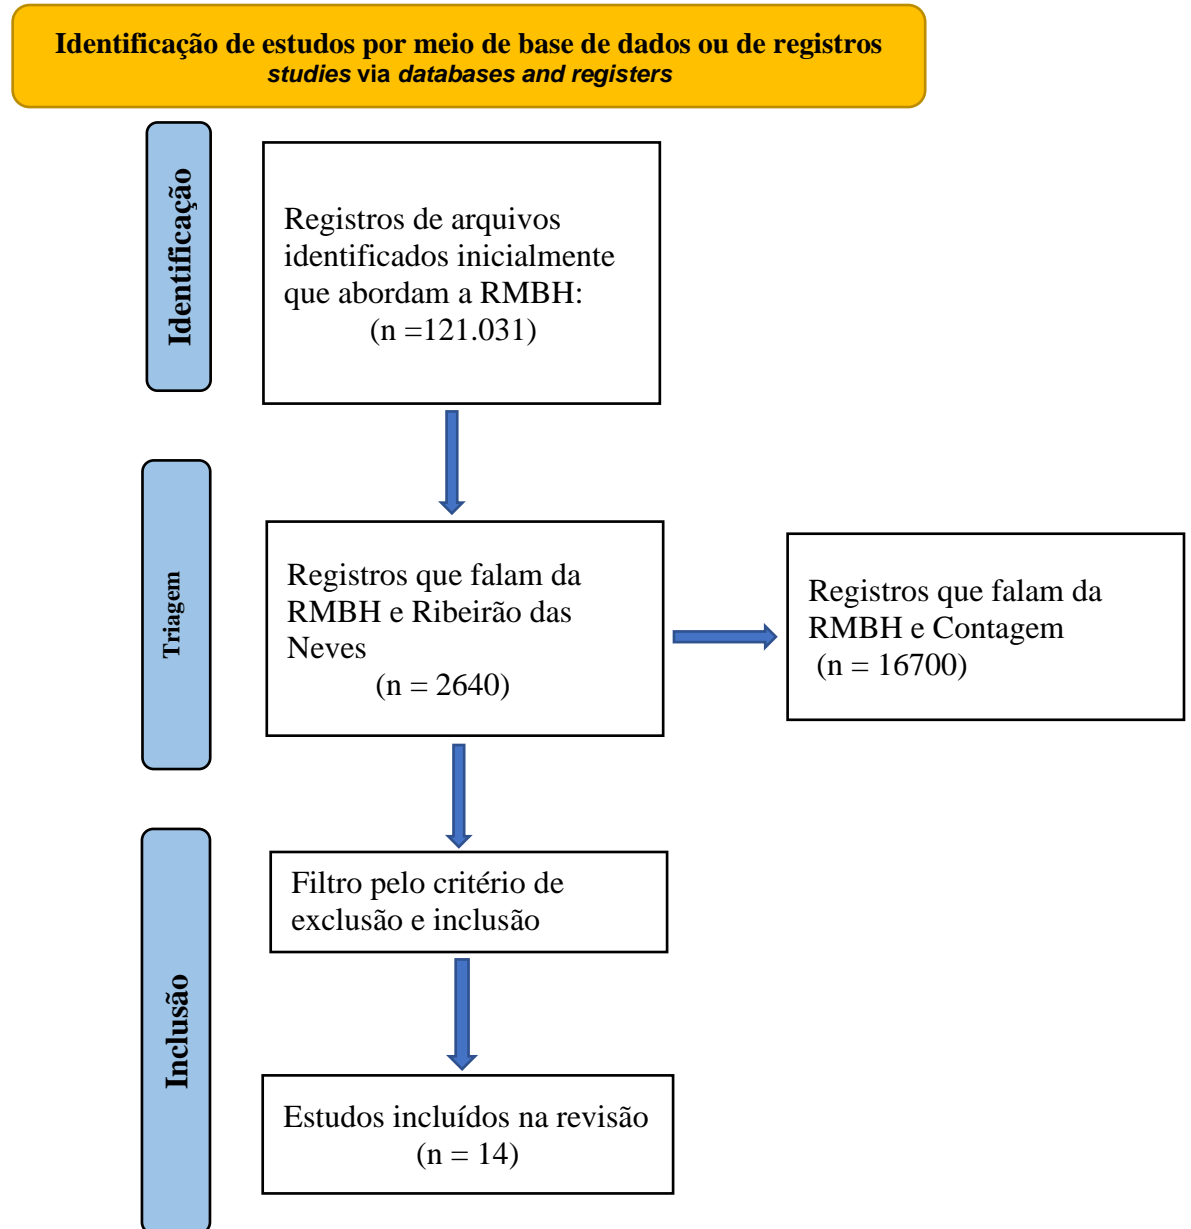 Identificação de estudos por meio de base de dados ou de registros
studies via databases and registers
Identificação
Registros de arquivos
identificados inicialmente
que abordam a RMBH:
(n =121.031)
Triagem
Registros que falam da
RMBH e Ribeirão das
Neves
(n = 2640)
Registros que falam da
RMBH e Contagem
(n = 16700)
Inclusão
Filtro pelo critério de
exclusão e inclusão
Estudos incluídos na revisão
(n = 14)